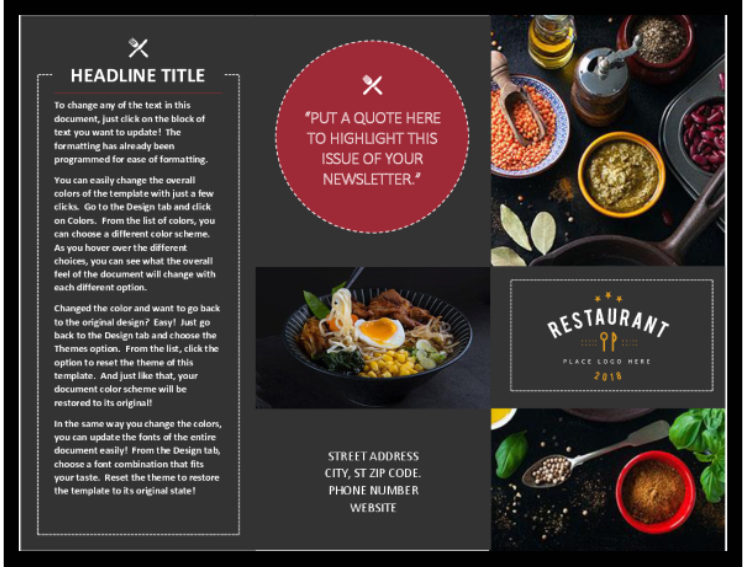 HEADLINE TITLE
To change any of the text in this
document, just click on the block of
text you want to update! The
formatting has already been
programmed for ease of formatting.
You can easily change the overall
colors of the template with just a few
clicks. Go to the Design tab and click
on Colors. From the list of colors, you
can choose a different color scheme.
As you hover over the different
choices, you can see what the overall
feel of the document will change with
each different option.
Changed the color and want to go back
to the original design? Easy! Just go
back to the Design tab and choose the
Themes option. From the list, click the
option to reset the theme of this
template. And just like that, your
document color scheme will be
restored to its original!
In the same way you change the colors,
you can update the fonts of the entire
document easily! From the Design tab,
choose a font combination that fits
your taste. Reset the theme to restore
the template to its original state!
“PUT A QUOTE HERE
TO HIGHLIGHT THIS
ISSUE OF YOUR
NEWSLETTER.”
STREET ADDRESS
CITY, ST ZIP CODE.
PHONE NUMBER
WEBSITE
RESTAURANT
PLACE LOGO HERE
2018